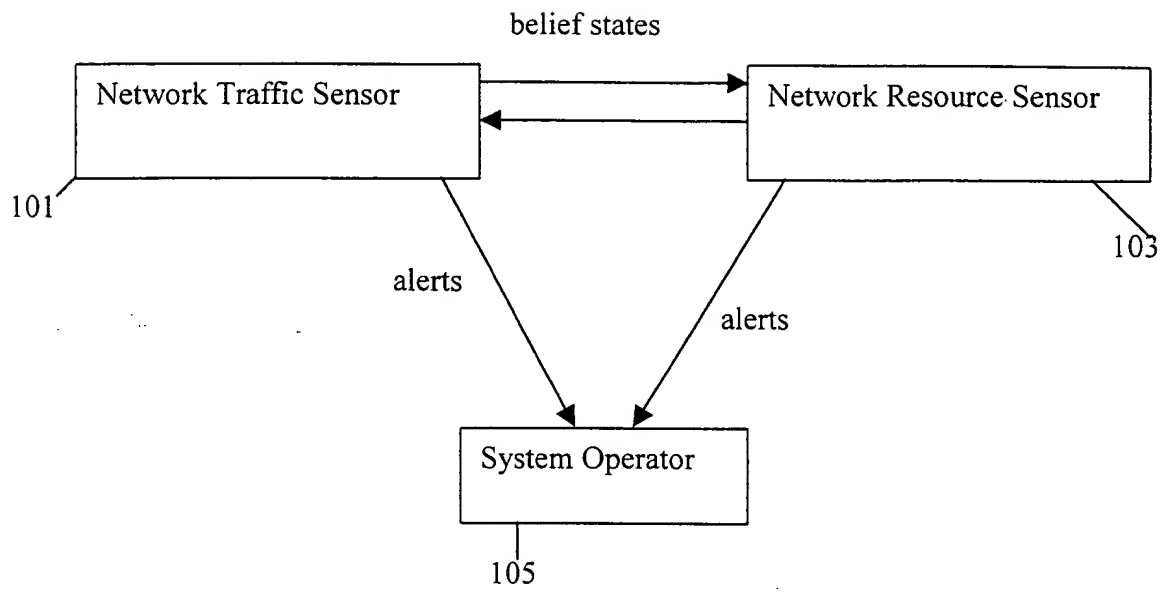 belief states
Network Traffic Sensor
Network Resource Sensor
101
103
alerts
alerts
System Operator
105